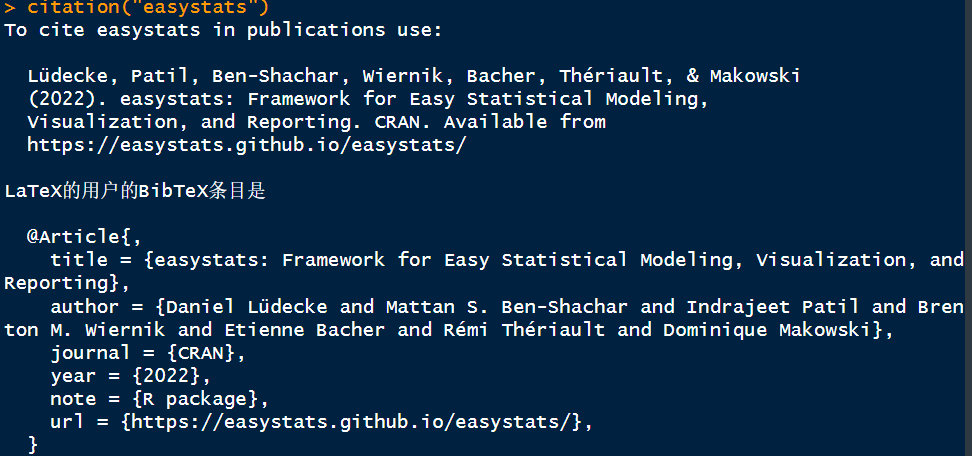 > citation("easystats")
To cite easystats in publications use:
Lüdecke, Patil, Ben-Shachar, Wiernik, Bacher, Thériault, & Makowski
(2022). easystats: Framework for Easy Statistical Modeling,
Visualization, and Reporting. CRAN. Available from
https://easystats.github.io/easystats/
LaTeX的用户的BibTeX条目是
@Article{,
title = {easystats: Framework for Easy Statistical Modeling, Visualization, and
Reporting},
author = {Daniel Lüdecke and Mattan S. Ben-Shachar and Indrajeet Patil and Bren
ton M. Wiernik and Etienne Bacher and Rémi Thériault and Dominique Makowski},
journal = {CRAN},
year = {2022},
note = {R package},
url = {https://easystats.github.io/easystats/},
}